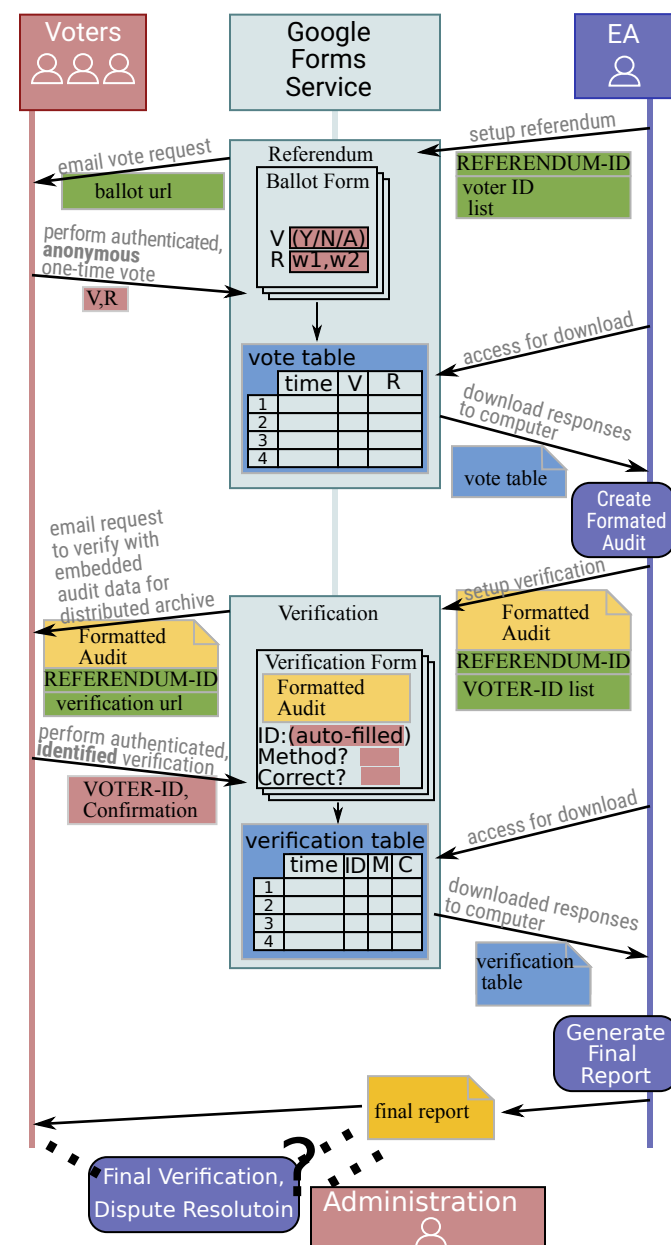 Voters
Google
Forms
Service
EA
setup referendum
REFERENDUM-ID
voter ID
list
email vote request
ballot url
Referendum
Ballot Form
V (Y/N/A)
R w1,w2
perform authenticated,
anonymous
one-time vote
V,R
vote table
time V R
1
2
3
4
access for download
download responses
to computer
vote table
Create
Formated
Audit
email request
to verify with
embedded
audit data for
distributed archive
Formatted
Audit
REFERENDUM-ID
verification url
setup verification
Formatted
Audit
REFERENDUM-ID
VOTER-ID list
Verification
Verification Form
Formatted
Audit
ID:(auto-filled)
Method?
Correct?
perform authenticated,
identified verification
VOTER-ID,
Confirmation
verification table
time ID M C
1
2
3
4
access for download
downloaded responses
to computer
verification
table
Generate
Final
Report
final report
?
Final Verification,
Dispute Resolutoin
Administration